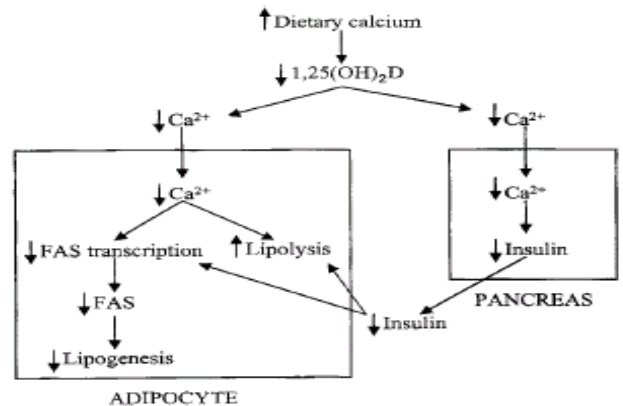 ↑ Dietary calcium
↓ 1,25(OH)₂D
↓ Ca²⁺ ↓ Ca²⁺
↓ Ca²⁺ ↓ Ca²⁺
↓ FAS transcription ↑ Lipolysis ↓ Insulin
↓ FAS PANCREAS
↓ Insulin
↓ Lipogenesis
ADIPOCYTE